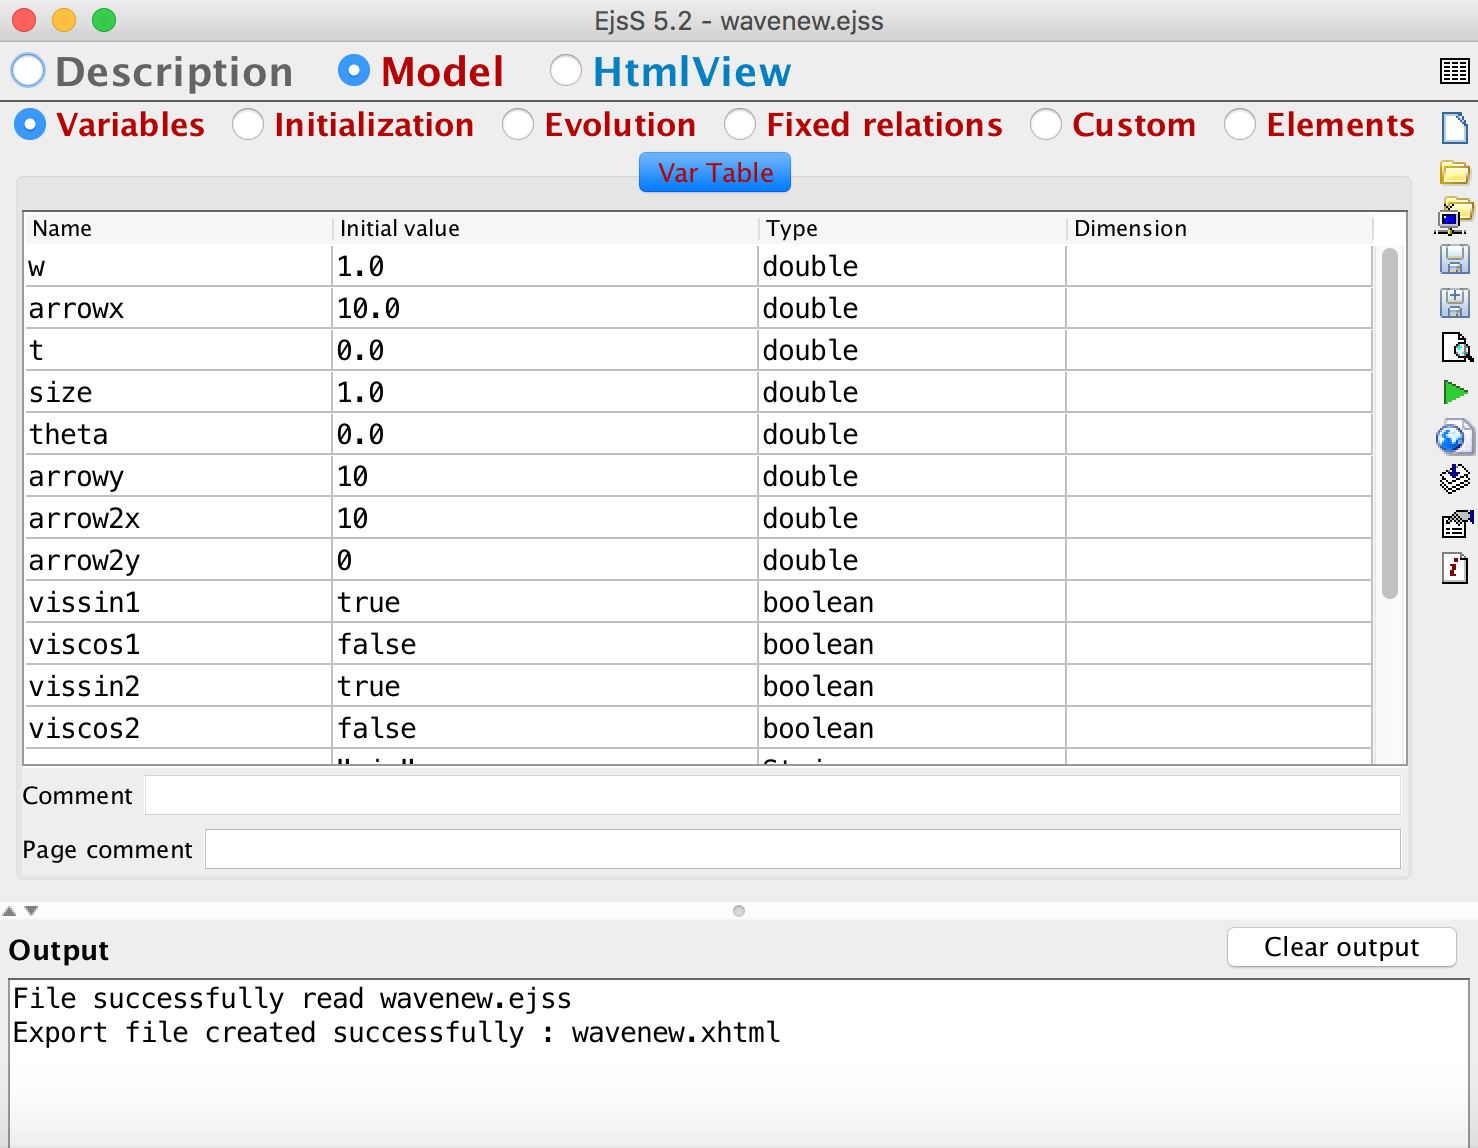 EjsS 5.2 - wavenew.ejss
Description Model HtmlView
Variables Initialization Evolution Fixed relations Custom Elements
Var Table
Name Initial value Type Dimension
w 1.0 double
arrowx 10.0 double
t 0.0 double
size 1.0 double
theta 0.0 double
arrowy 10 double
arrow2x 10 double
arrow2y 0 double
vissin1 true boolean
viscos1 false boolean
vissin2 true boolean
viscos2 false boolean
Comment
Page comment
Output Clear output
File successfully read wavenew.ejss
Export file created successfully : wavenew.xhtml